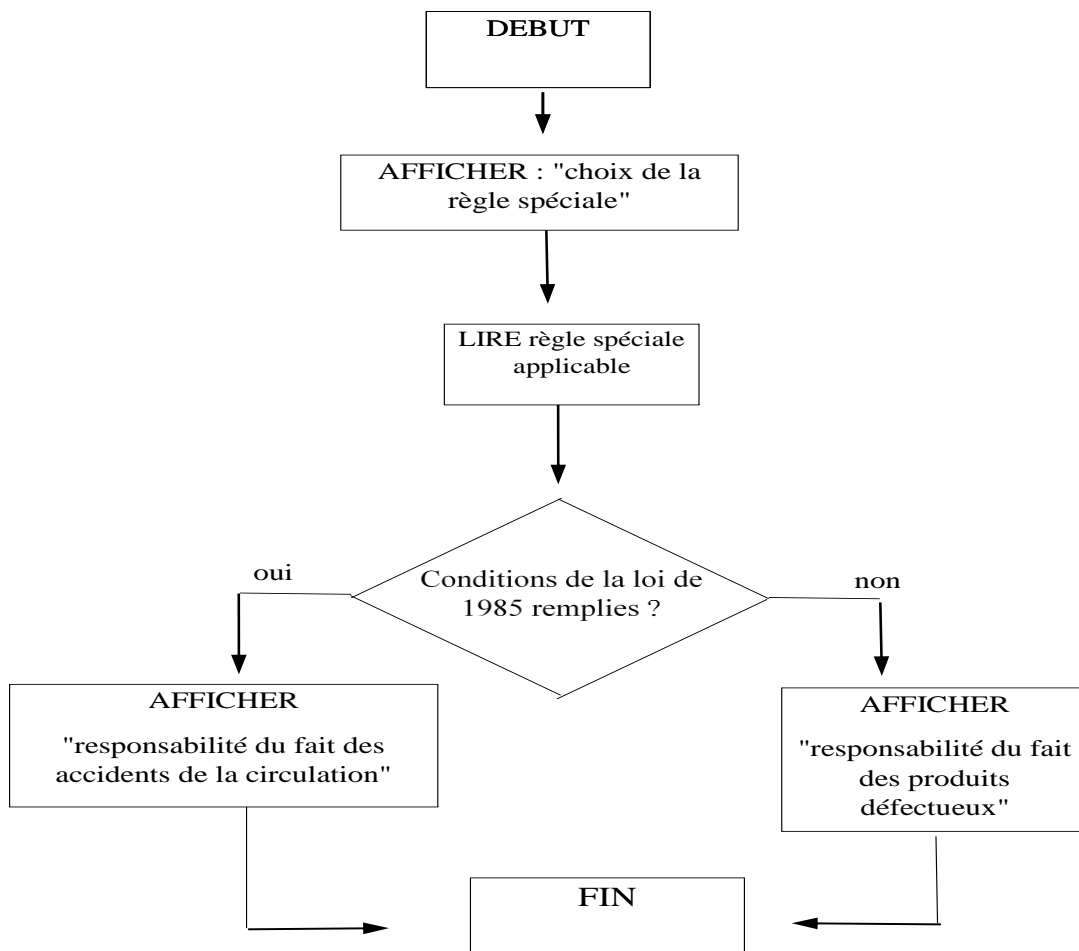 DEBUT
AFFICHER : "choix de la
règle spéciale"
LIRE règle spéciale
applicable
Conditions de la loi de
1985 remplies ?
oui
non
AFFICHER
"responsabilité du fait des
accidents de la circulation"
AFFICHER
"responsabilité du fait
des produits
défectueux"
FIN